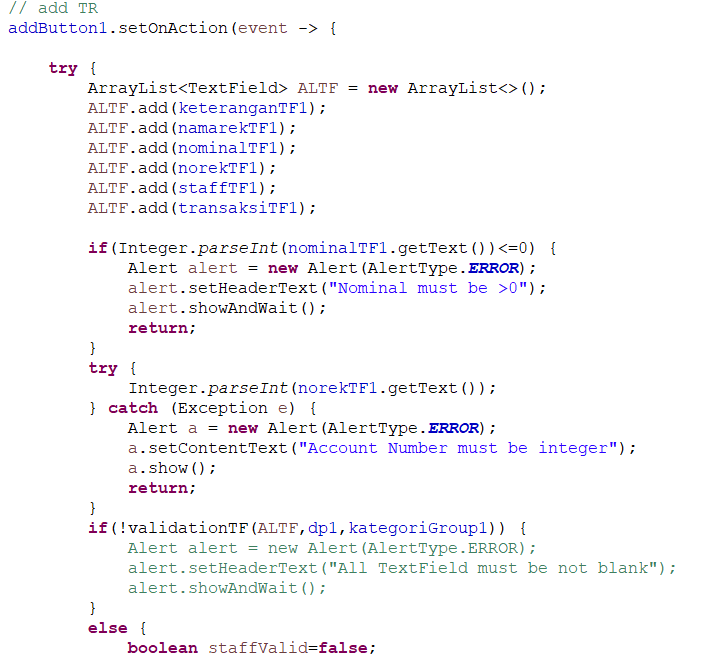 // add TR
addButton1.setOnAction(event -> {
try {
ArrayList<TextField> ALTF = new ArrayList<>();
ALTF.add(keteranganTF1);
ALTF.add(namarekTF1);
ALTF.add(nominalTF1);
ALTF.add(norekTF1);
ALTF.add(staffTF1);
ALTF.add(transaksiTF1);
if(Integer.parseInt(nominalTF1.getText())<=0) {
Alert alert = new Alert(AlertType.ERROR);
alert.setHeaderText("Nominal must be >0");
alert.showAndWait();
return;
}
try {
Integer.parseInt(norekTF1.getText());
} catch (Exception e) {
Alert a = new Alert(AlertType.ERROR);
a.setContentText("Account Number must be integer");
a.show();
return;
}
if(!validationTF(ALTF,dp1,kategoriGroup1)) {
Alert alert = new Alert(AlertType.ERROR);
alert.setHeaderText("All TextField must be not blank");
alert.showAndWait();
}
else {
boolean staffValid=false;